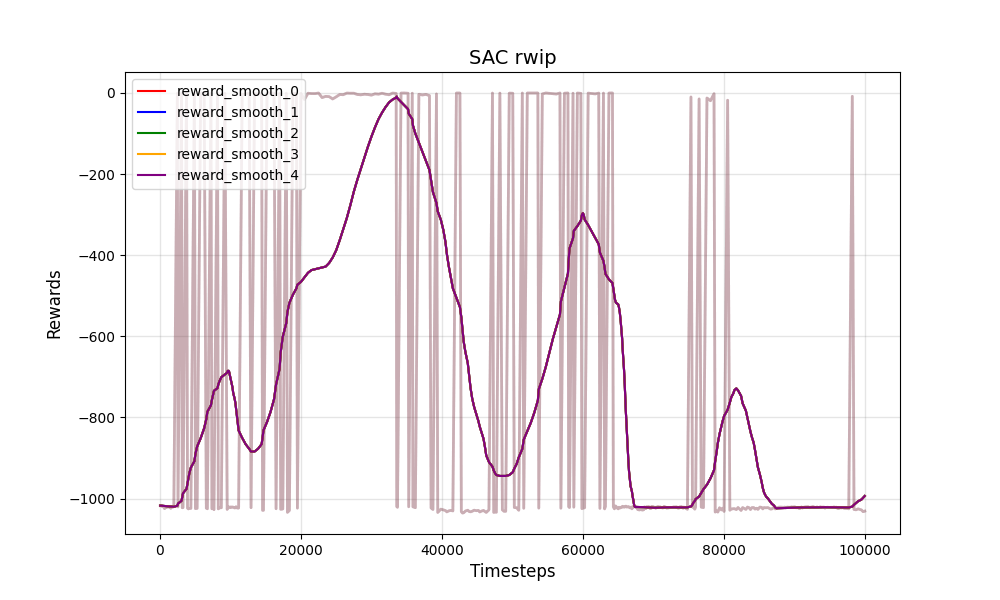 SAC rwip
reward_smooth_0
reward_smooth_1
reward_smooth_2
reward_smooth_3
reward_smooth_4
Rewards
0
−200
−400
−600
−800
−1000
0 20000 40000 60000 80000 100000
Timesteps